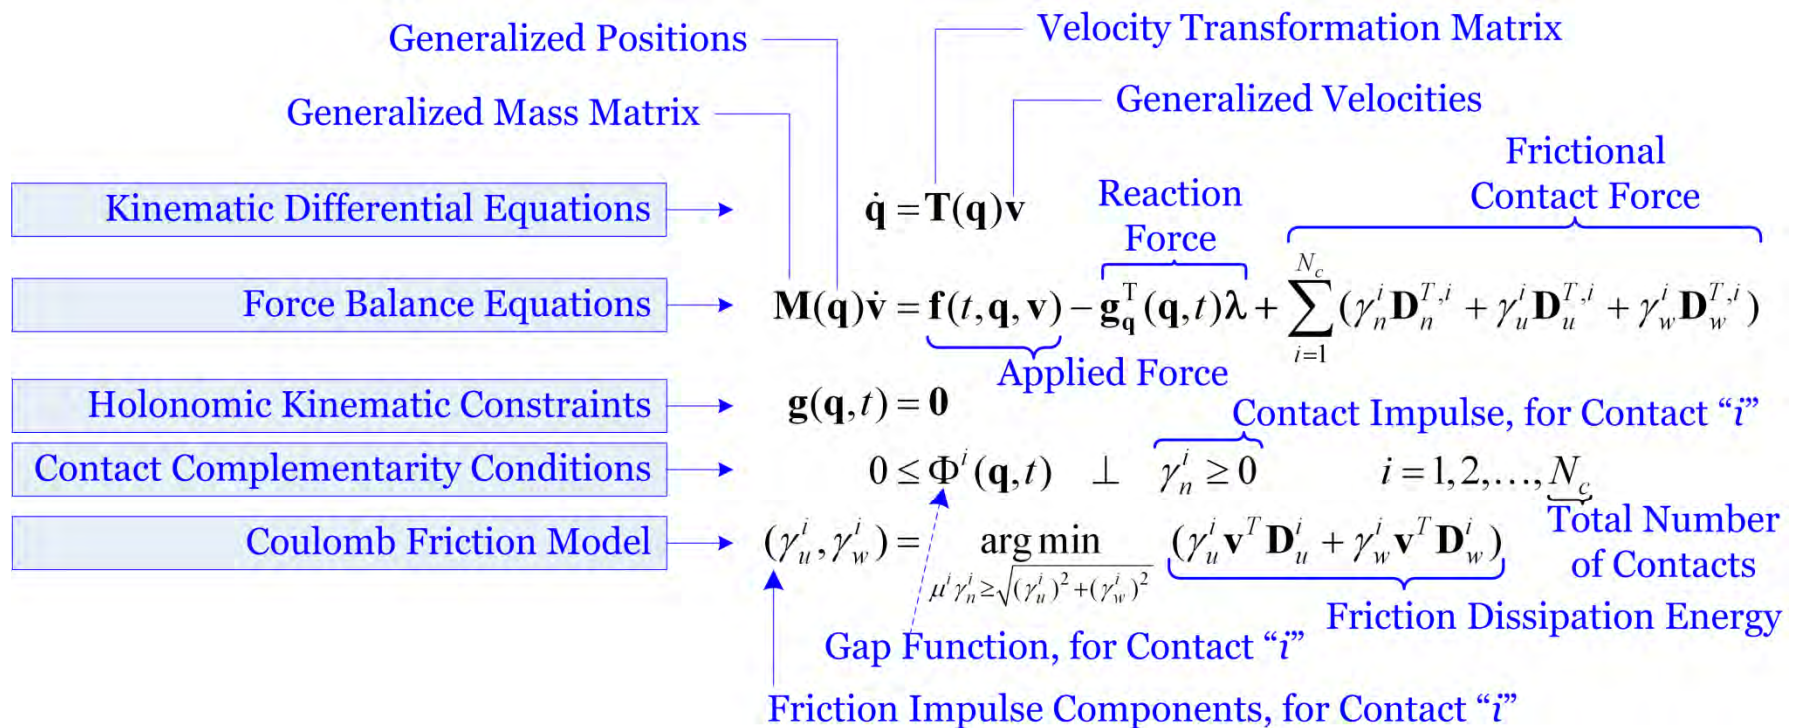 Generalized Positions
Velocity Transformation Matrix
Generalized Mass Matrix
Generalized Velocities
Kinematic Differential Equations
q̇ = T(q)v
Reaction
Force
Frictional
Contact Force
Force Balance Equations
M(q)v̇ = f(t, q, v) − g_q^T(q, t)λ + ∑_{i=1}^{N_c} (γ_n^i D_n^{T,i} + γ_u^i D_u^{T,i} + γ_w^i D_w^{T,i})
Applied Force
Holonomic Kinematic Constraints
g(q, t) = 0
Contact Impulse, for Contact “i”
Contact Complementarity Conditions
0 ≤ Φ^i(q, t) ⊥ γ_n^i ≥ 0 i = 1, 2, …, N_c
Total Number
of Contacts
Coulomb Friction Model
(γ_u^i, γ_w^i) = arg min_{μ^i γ_n^i ≥ √((γ_u^i)^2 + (γ_w^i)^2)} (γ_u^i v^T D_u^i + γ_w^i v^T D_w^i)
Friction Dissipation Energy
Gap Function, for Contact “i”
Friction Impulse Components, for Contact “i”